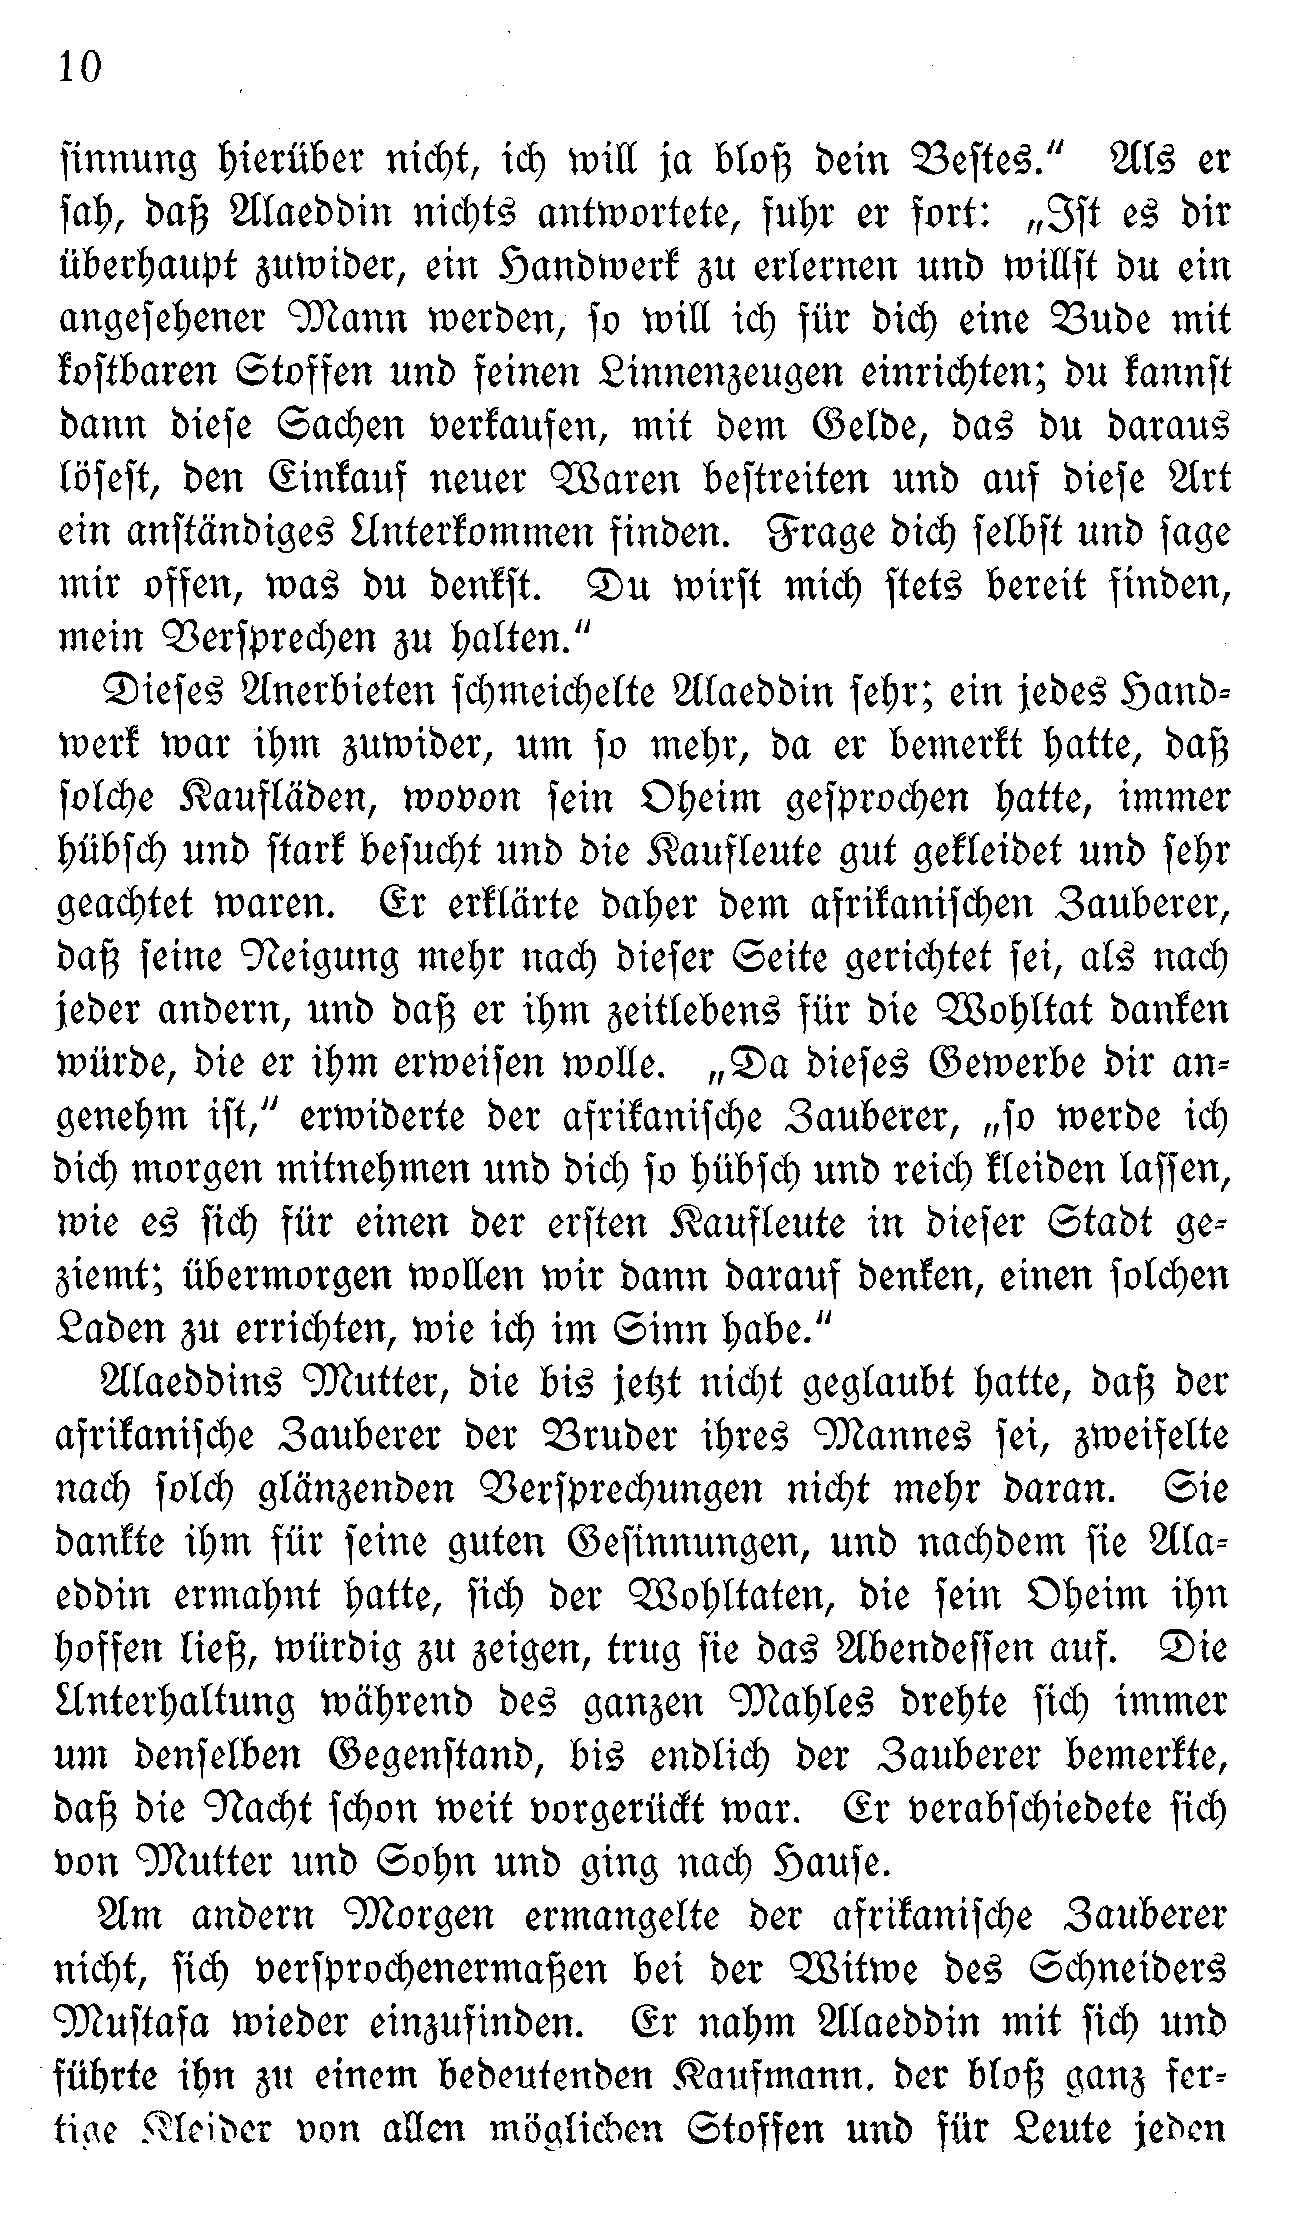 10
sinnung hierüber nicht, ich will ja bloß dein Bestes.“ Als er
sah, daß Alaeddin nichts antwortete, fuhr er fort: „Ist es dir
überhaupt zuwider, ein Handwerk zu erlernen und willst du ein
angesehener Mann werden, so will ich für dich eine Bude mit
kostbaren Stoffen und feinen Linnenzeugen einrichten; du kannst
dann diese Sachen verkaufen, mit dem Gelde, das du daraus
lösest, den Einkauf neuer Waren bestreiten und auf diese Art
ein anständiges Unterkommen finden. Frage dich selbst und sage
mir offen, was du denkst. Du wirst mich stets bereit finden,
mein Versprechen zu halten.“
Dieses Anerbieten schmeichelte Alaeddin sehr; ein jedes Hand-
werk war ihm zuwider, um so mehr, da er bemerkt hatte, daß
solche Kaufläden, wovon sein Oheim gesprochen hatte, immer
hübsch und stark besucht und die Kaufleute gut gekleidet und sehr
geachtet waren. Er erklärte daher dem afrikanischen Zauberer,
daß seine Neigung mehr nach dieser Seite gerichtet sei, als nach
jeder andern, und daß er ihm zeitlebens für die Wohltat danken
würde, die er ihm erweisen wolle. „Da dieses Gewerbe dir an-
genehm ist,“ erwiderte der afrikanische Zauberer, „so werde ich
dich morgen mitnehmen und dich so hübsch und reich kleiden lassen,
wie es sich für einen der ersten Kaufleute in dieser Stadt ge-
ziemt; übermorgen wollen wir dann darauf denken, einen solchen
Laden zu errichten, wie ich im Sinn habe.“
Alaeddins Mutter, die bis jetzt nicht geglaubt hatte, daß der
afrikanische Zauberer der Bruder ihres Mannes sei, zweifelte
nach solch glänzenden Versprechungen nicht mehr daran. Sie
dankte ihm für seine guten Gesinnungen, und nachdem sie Ala-
eddin ermahnt hatte, sich der Wohltaten, die sein Oheim ihn
hoffen ließ, würdig zu zeigen, trug sie das Abendessen auf. Die
Unterhaltung während des ganzen Mahles drehte sich immer
um denselben Gegenstand, bis endlich der Zauberer bemerkte,
daß die Nacht schon weit vorgerückt war. Er verabschiedete sich
von Mutter und Sohn und ging nach Hause.
Am andern Morgen ermangelte der afrikanische Zauberer
nicht, sich versprochenermaßen bei der Witwe des Schneiders
Mustafa wieder einzufinden. Er nahm Alaeddin mit sich und
führte ihn zu einem bedeutenden Kaufmann. der bloß ganz fer-
tige Kleider von allen möglichen Stoffen und für Leute jeden